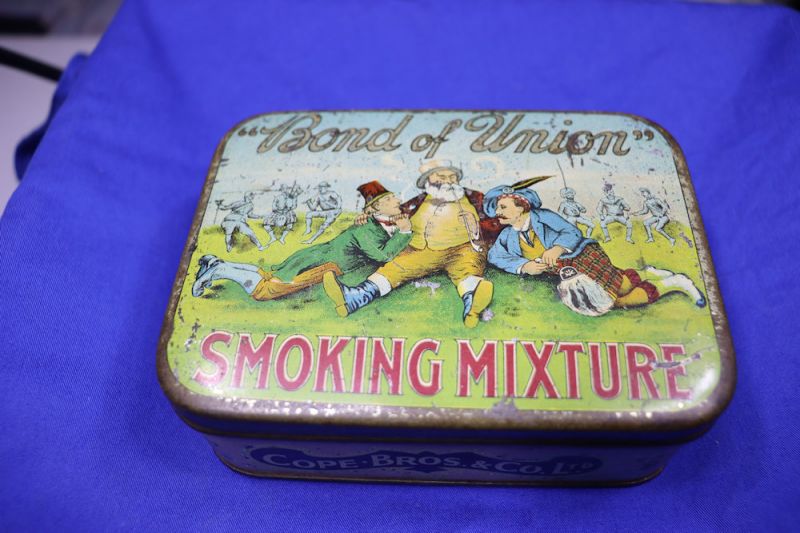 "Bond of Union"
SMOKING MIXTURE
COPE BROS. & CO. LTD